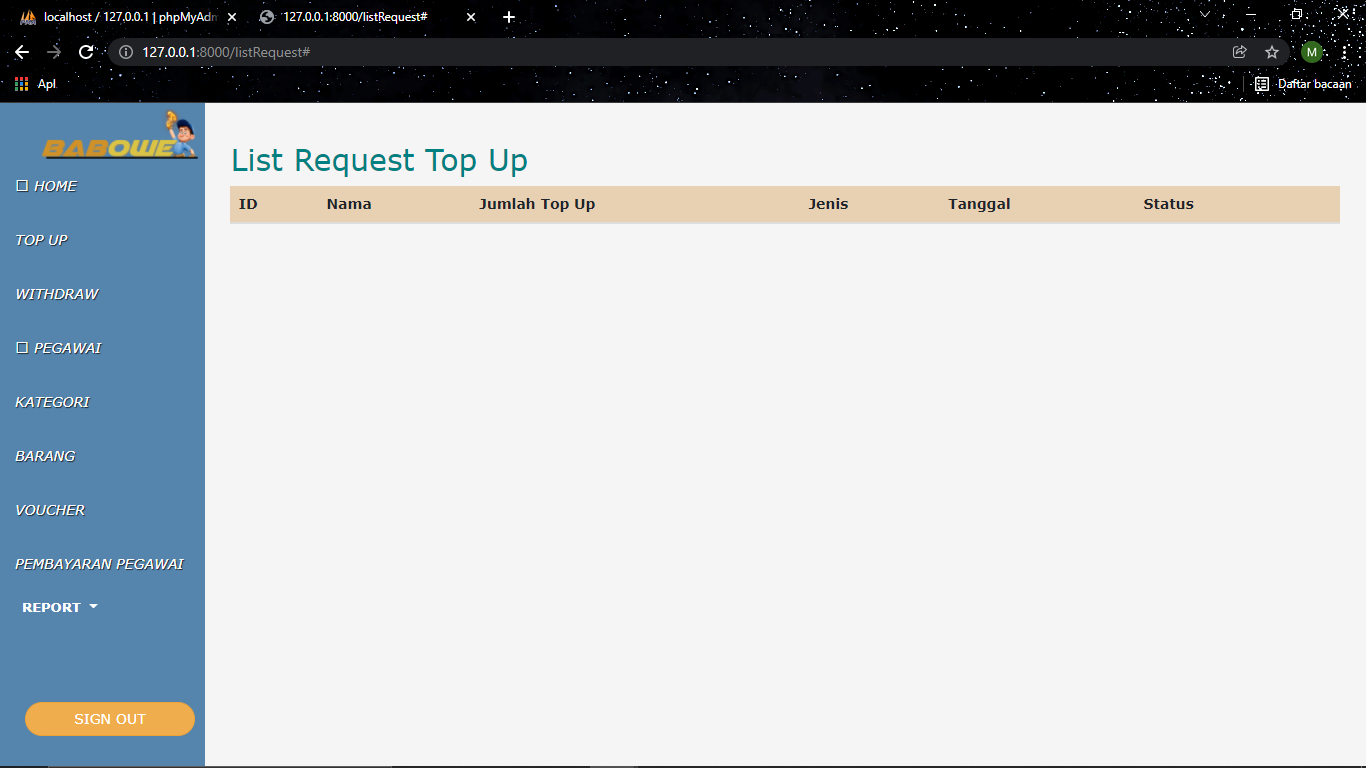 localhost / 127.0.0.1 | phpMyAdm
127.0.0.1:8000/listRequest#
127.0.0.1:8000/listRequest#
M
Apl
Daftar bacaan
BABOWE
HOME
TOP UP
WITHDRAW
PEGAWAI
KATEGORI
BARANG
VOUCHER
PEMBAYARAN PEGAWAI
REPORT
SIGN OUT
List Request Top Up
ID Nama Jumlah Top Up Jenis Tanggal Status